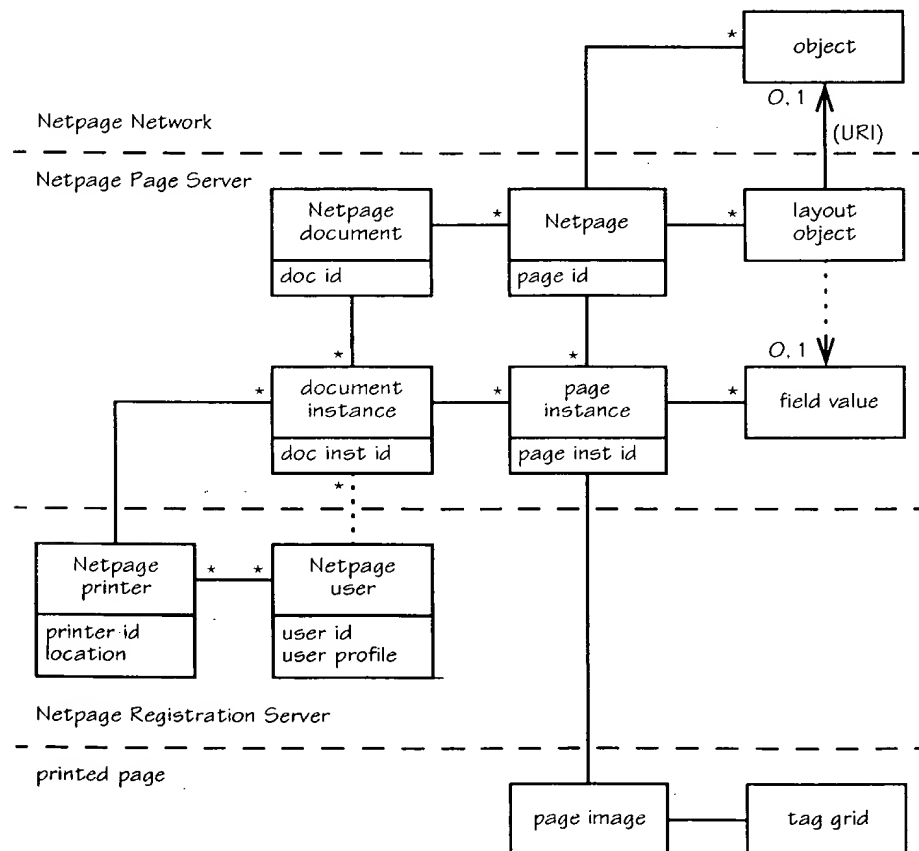 *
object
0, 1
(URI)
Netpage Network
Netpage Page Server
Netpage
document
doc id
*
Netpage
page id
*
layout
object
*
*
0, 1
*
document
instance
doc inst id
*
page
instance
page inst id
*
field value
*
Netpage
printer
printer id
location
* *
Netpage
user
user id
user profile
Netpage Registration Server
printed page
page image
tag grid